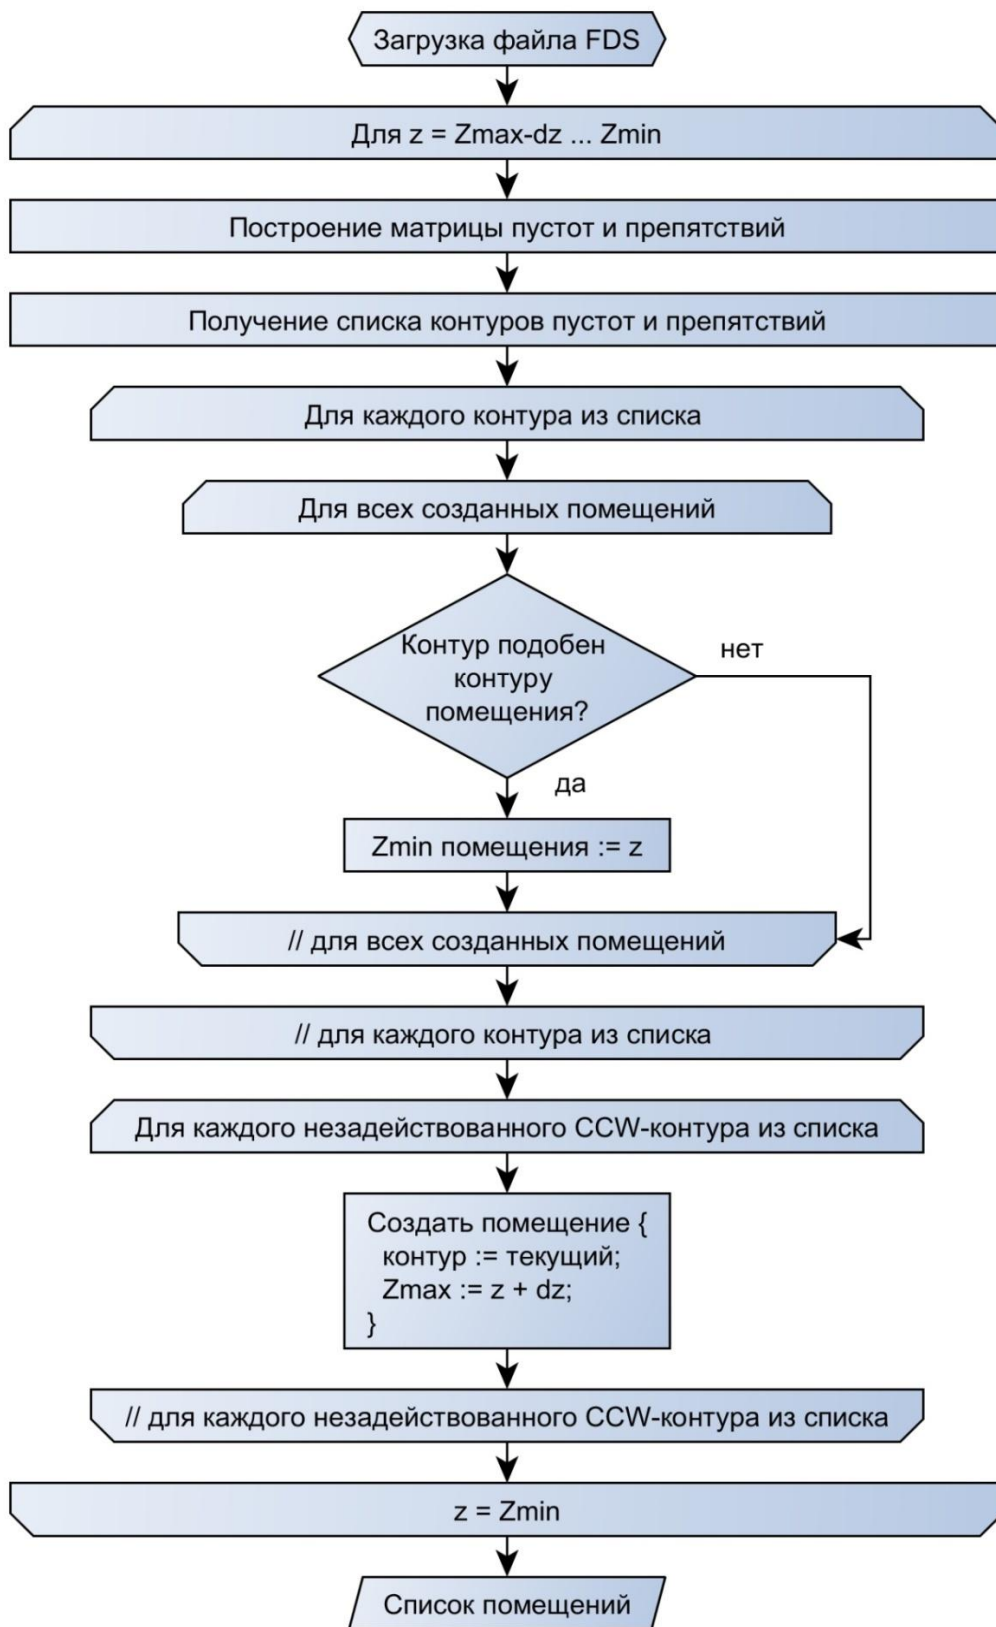 Загрузка файла FDS
Для z = Zmax-dz ... Zmin
Построение матрицы пустот и препятствий
Получение списка контуров пустот и препятствий
Для каждого контура из списка
Для всех созданных помещений
Контур подобен
контуру
помещения?
нет
да
Zmin помещения := z
// для всех созданных помещений
// для каждого контура из списка
Для каждого незадействованного CCW-контура из списка
Создать помещение {
контур := текущий;
Zmax := z + dz;
}
// для каждого незадействованного CCW-контура из списка
z = Zmin
Список помещений